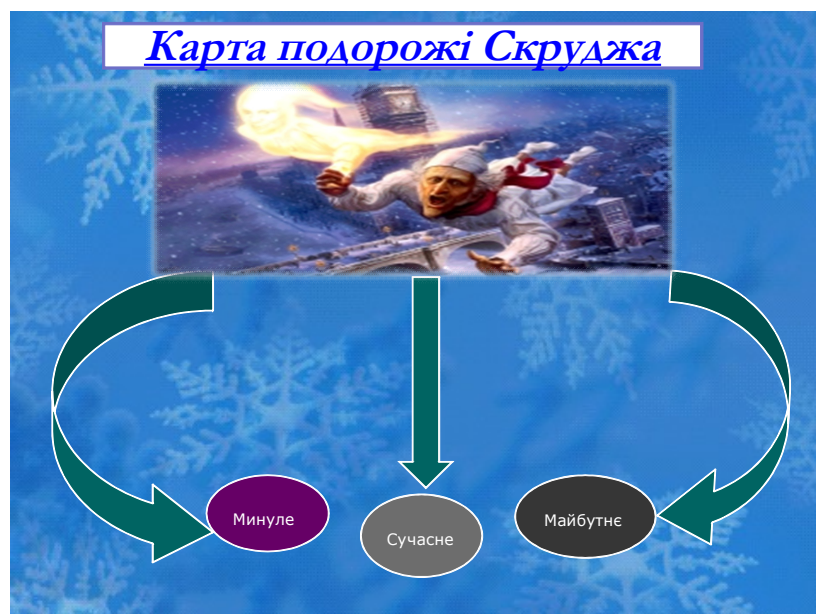 Карта подорожі Скруджа
Минуле
Сучасне
Майбутнє